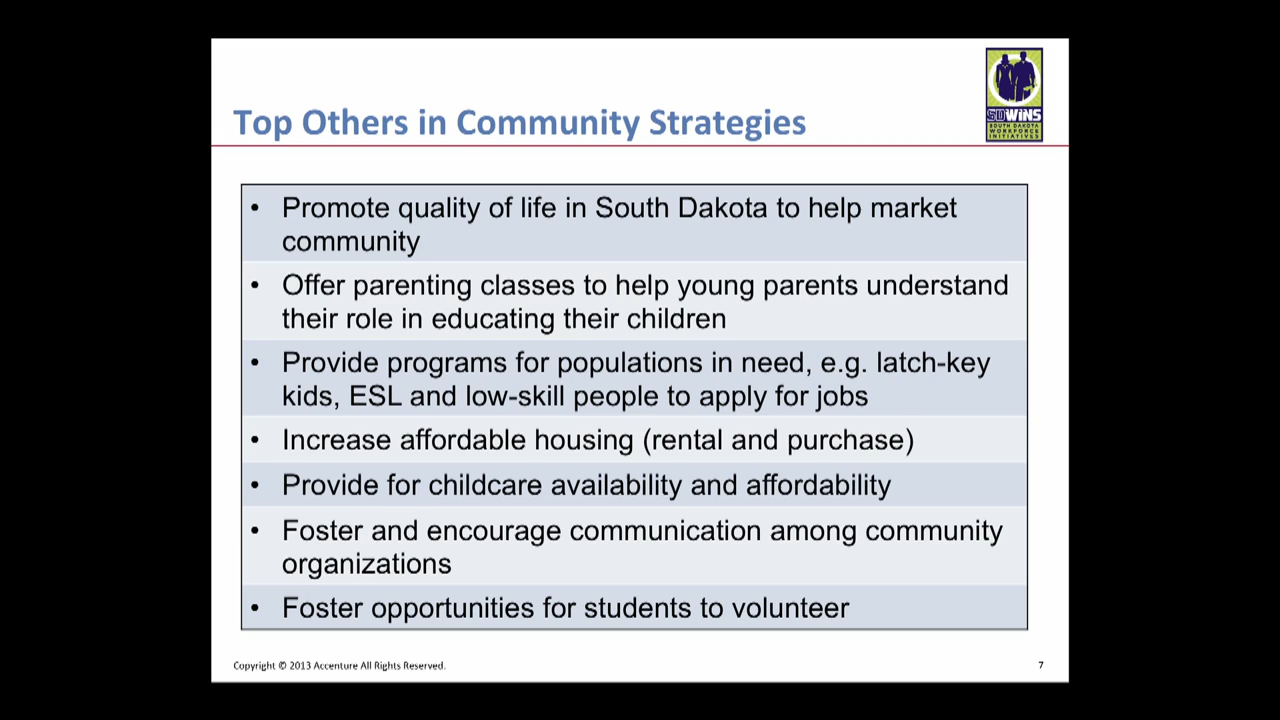 SDWINS
SOUTH DAKOTA
WORKFORCE
INITIATIVES
Top Others in Community Strategies
• Promote quality of life in South Dakota to help market
community
• Offer parenting classes to help young parents understand
their role in educating their children
• Provide programs for populations in need, e.g. latch-key
kids, ESL and low-skill people to apply for jobs
• Increase affordable housing (rental and purchase)
• Provide for childcare availability and affordability
• Foster and encourage communication among community
organizations
• Foster opportunities for students to volunteer
Copyright © 2013 Accenture All Rights Reserved.
7